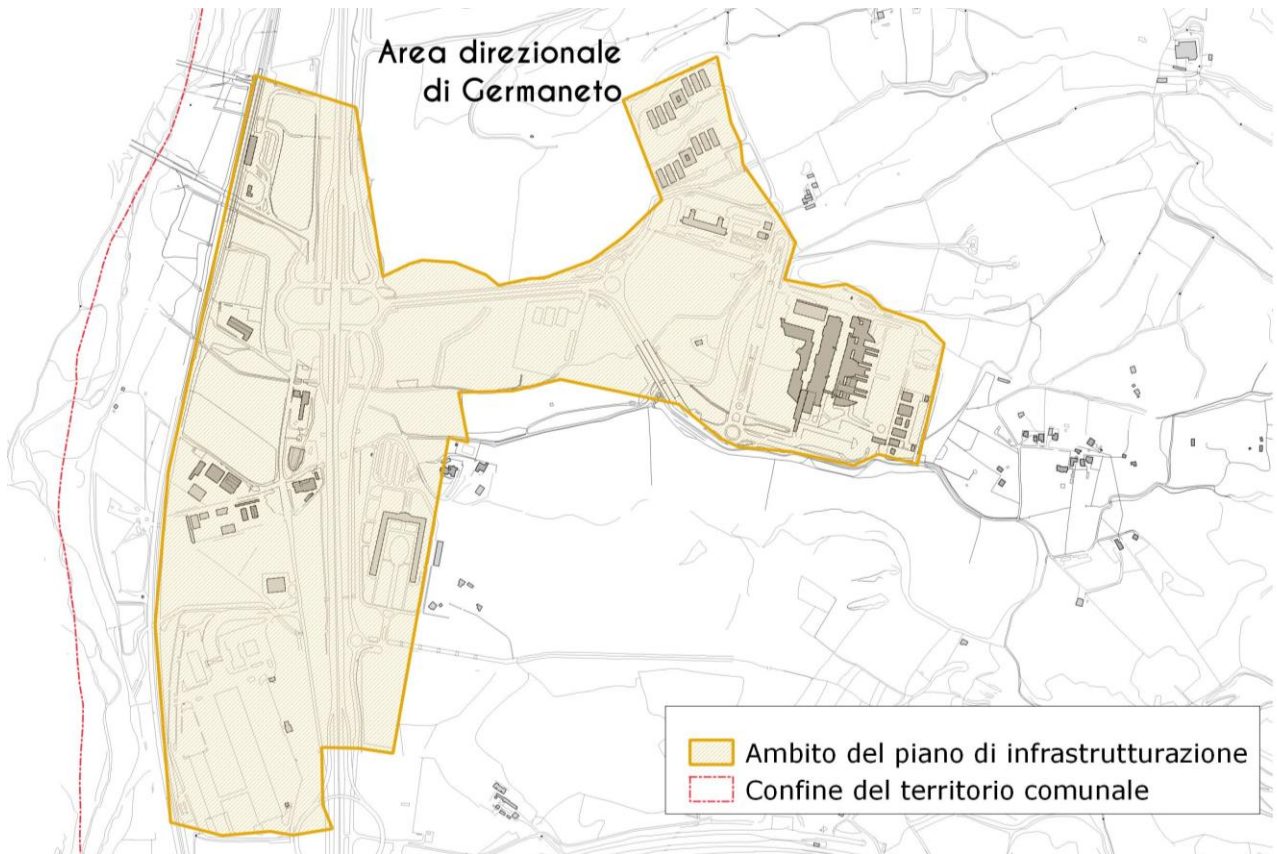 Area direzionale
di Germaneto
Ambito del piano di infrastrutturazione
Confine del territorio comunale